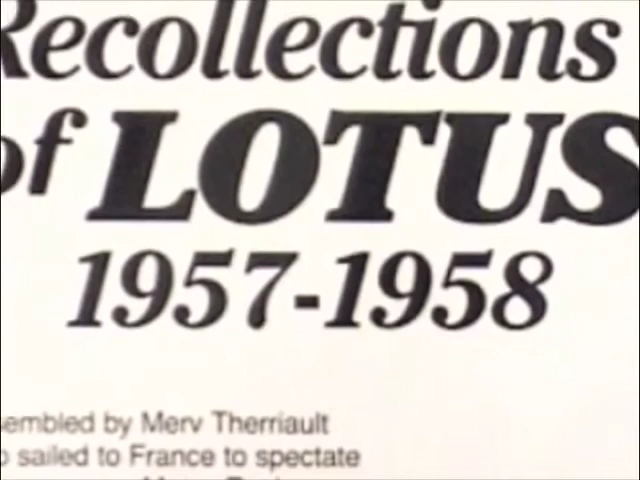 Recollections
of LOTUS
1957-1958
sembled by Merv Therriault
o sailed to France to spectate